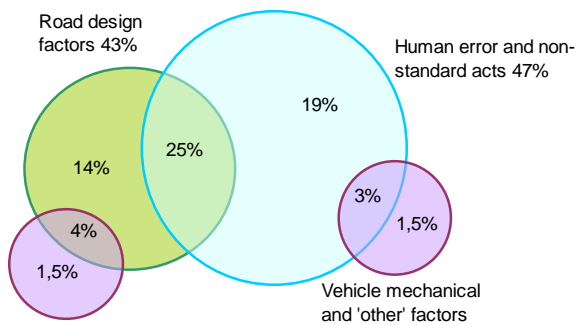 Road design
factors 43%
Human error and non-
standard acts 47%
19%
25%
14%
3%
1,5%
4%
1,5%
Vehicle mechanical
and 'other' factors